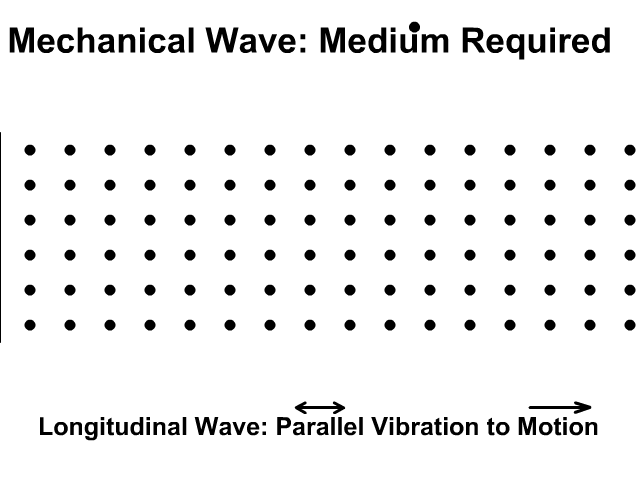 Mechanical Wave: Medium Required
Longitudinal Wave: Parallel Vibration to Motion